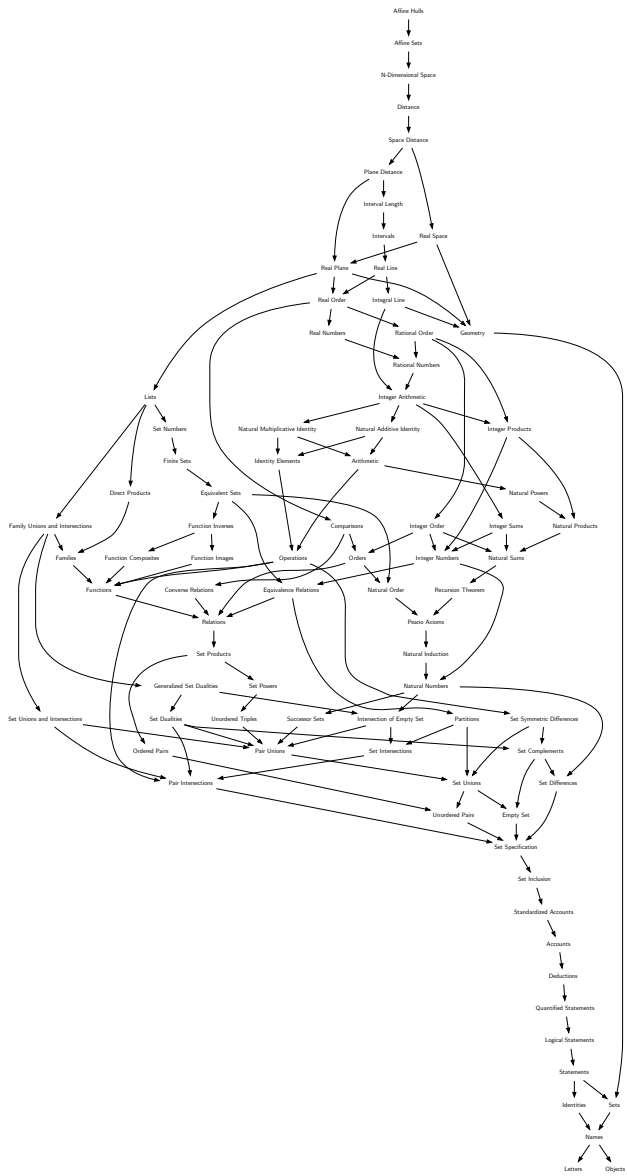 Affine Hulls
Affine Sets
N-Dimensional Space
Distance
Space Distance
Plane Distance
Interval Length
Intervals
Real Space
Real Plane
Real Line
Real Order
Integral Line
Real Numbers
Rational Order
Geometry
Rational Numbers
Lists
Integer Arithmetic
Set Numbers
Natural Multiplicative Identity
Natural Additive Identity
Integer Products
Finite Sets
Identity Elements
Arithmetic
Direct Products
Equivalent Sets
Natural Powers
Family Unions and Intersections
Function Inverses
Comparisons
Integer Order
Integer Sums
Natural Products
Families
Function Composites
Function Images
Operations
Orders
Integer Numbers
Natural Sums
Functions
Converse Relations
Equivalence Relations
Natural Order
Recursion Theorem
Relations
Peano Axioms
Set Products
Natural Induction
Generalized Set Dualities
Set Powers
Natural Numbers
Set Unions and Intersections
Set Dualities
Unordered Triples
Successor Sets
Intersection of Empty Set
Partitions
Set Symmetric Differences
Ordered Pairs
Pair Unions
Set Intersections
Set Complements
Pair Intersections
Set Unions
Set Differences
Unordered Pairs
Empty Set
Set Specification
Set Inclusion
Standardized Accounts
Accounts
Deductions
Quantified Statements
Logical Statements
Statements
Identities
Sets
Names
Letters
Objects